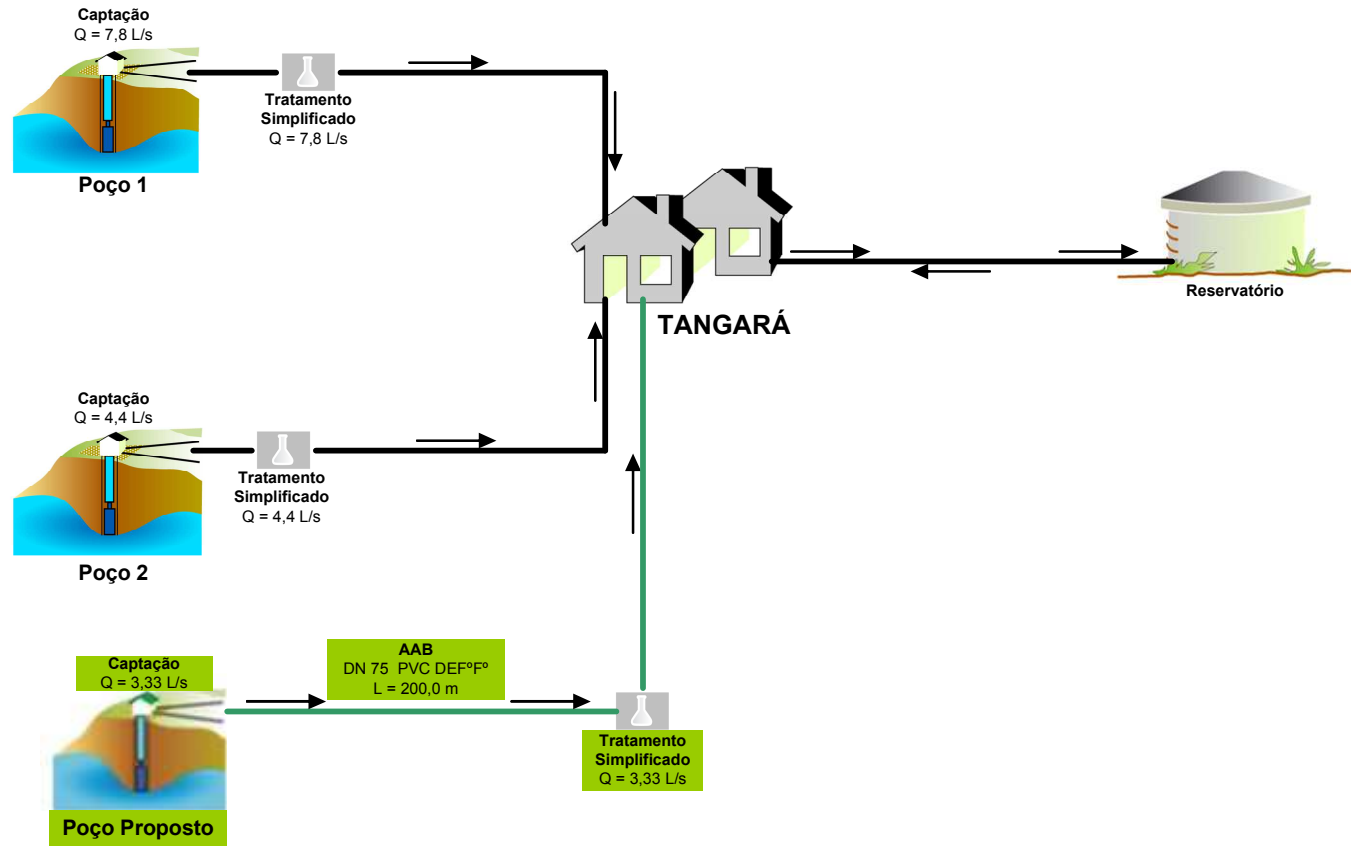 Captação
Q = 7,8 L/s
Tratamento
Simplificado
Q = 7,8 L/s
Poço 1
TANGARÁ
Reservatório
Captação
Q = 4,4 L/s
Tratamento
Simplificado
Q = 4,4 L/s
Poço 2
Captação
Q = 3,33 L/s
AAB
DN 75 PVC DEFºFº
L = 200,0 m
Tratamento
Simplificado
Q = 3,33 L/s
Poço Proposto